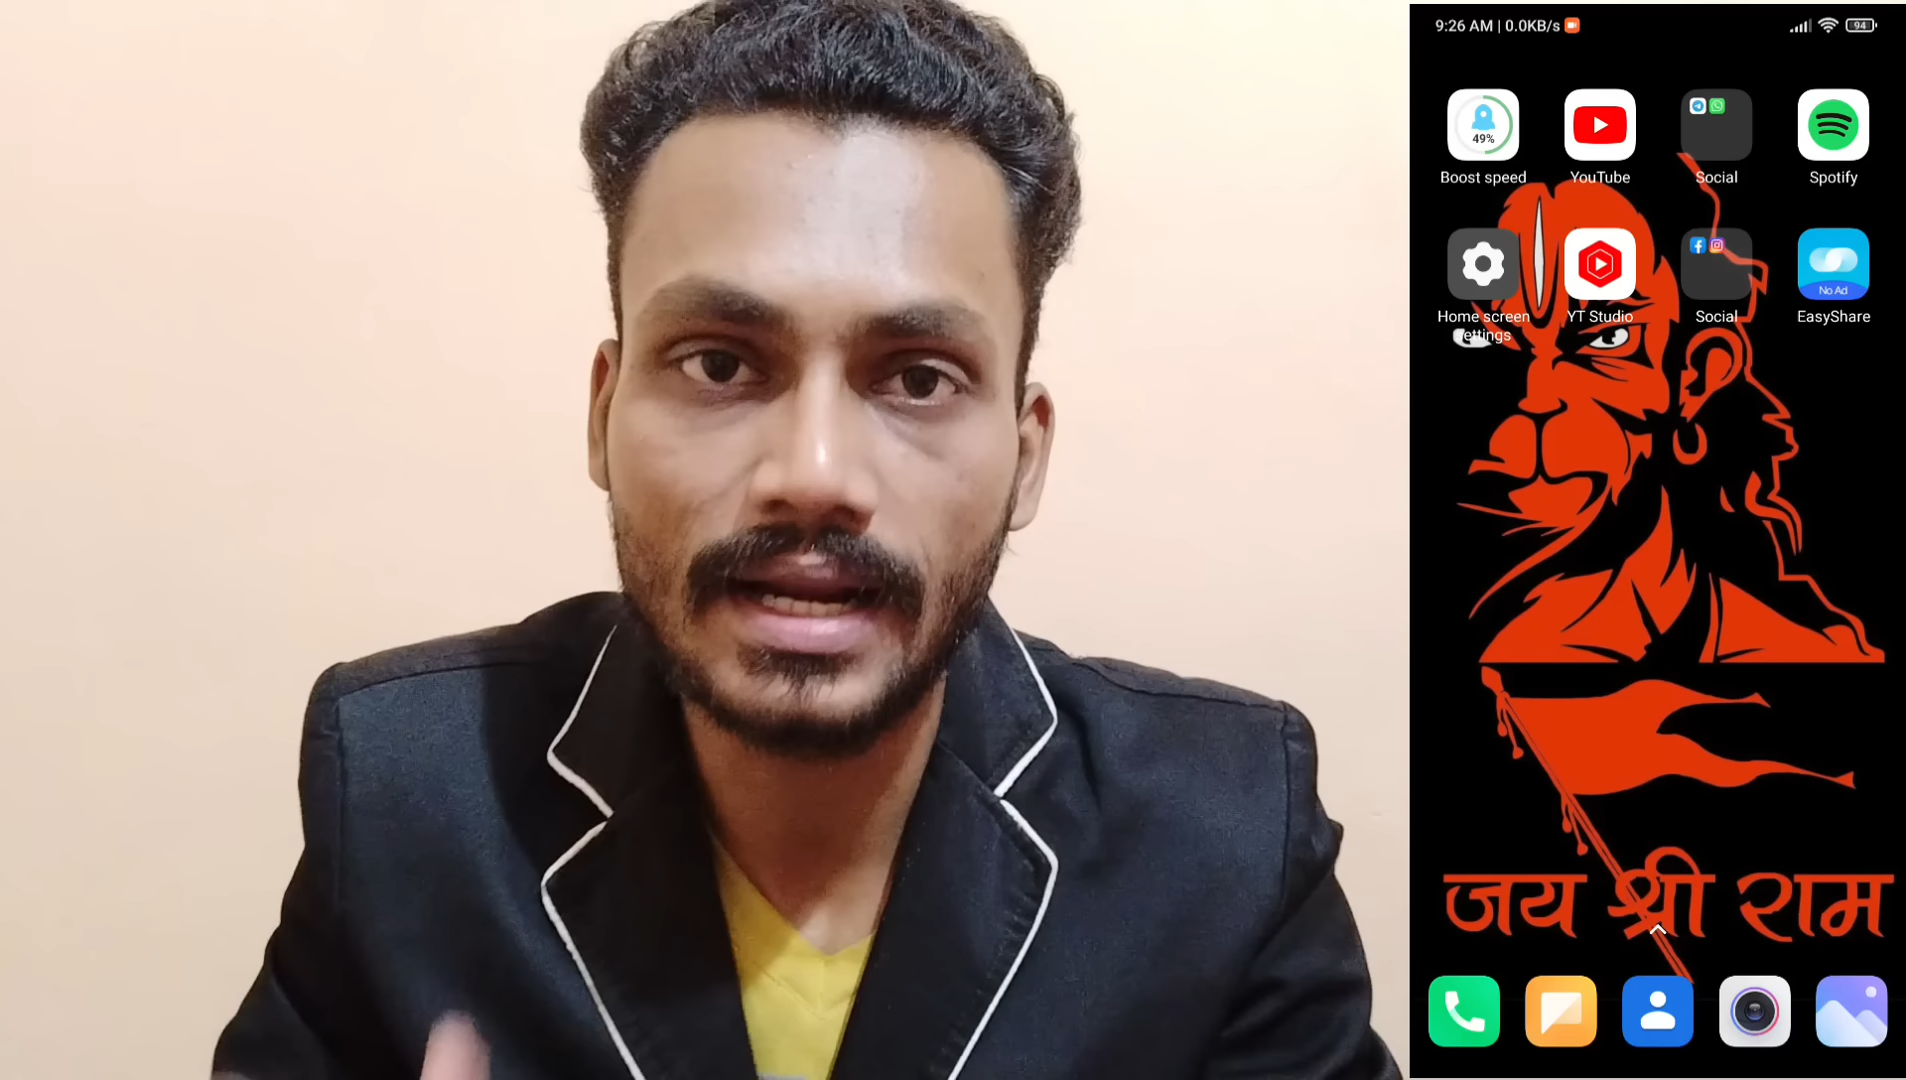 9:26 AM | 0.0KB/s
94
49%
Boost speed
YouTube
Social
Spotify
Home screen settings
YT Studio
Social
No Ad
EasyShare
जय श्री राम